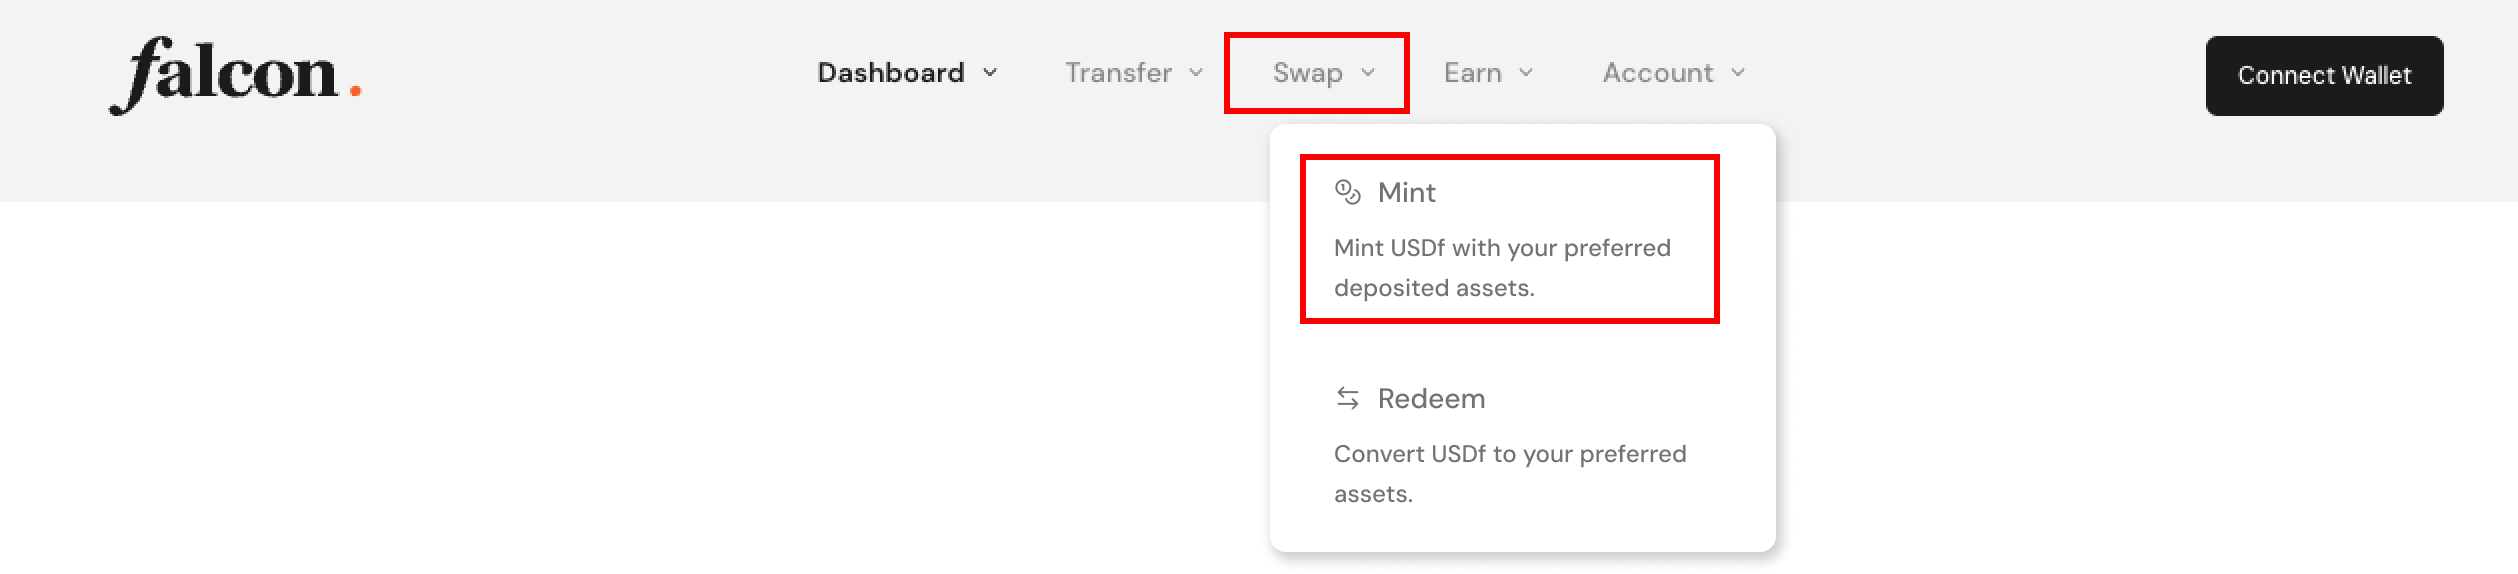 falcon.
Dashboard Transfer Swap Earn Account Connect Wallet
Mint
Mint USDf with your preferred
deposited assets.
Redeem
Convert USDf to your preferred
assets.